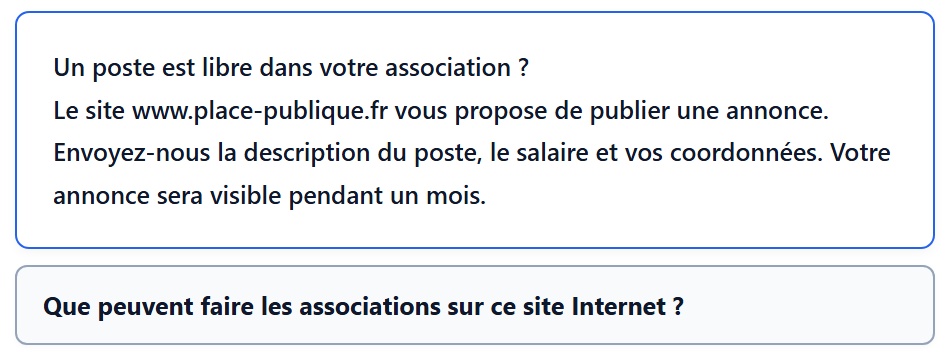 Un poste est libre dans votre association ?
Le site www.place-publique.fr vous propose de publier une annonce.
Envoyez-nous la description du poste, le salaire et vos coordonnées. Votre
annonce sera visible pendant un mois.
Que peuvent faire les associations sur ce site Internet ?